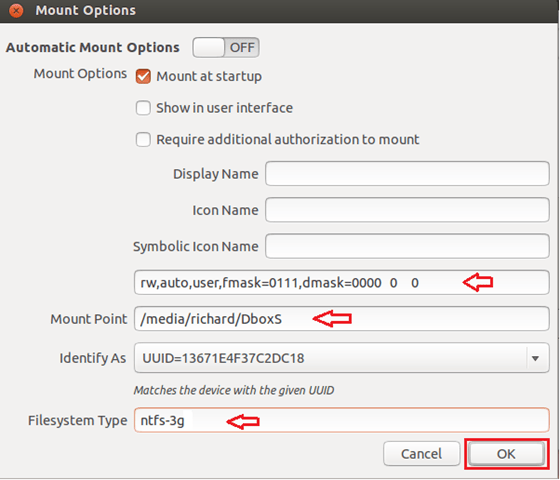 Mount Options
Automatic Mount Options OFF
Mount Options Mount at startup
Show in user interface
Require additional authorization to mount
Display Name
Icon Name
Symbolic Icon Name
rw,auto,user,fmask=0111,dmask=0000 0 0
Mount Point /media/richard/DboxS
Identify As UUID=13671E4F37C2DC18
Matches the device with the given UUID
Filesystem Type ntfs-3g
Cancel OK